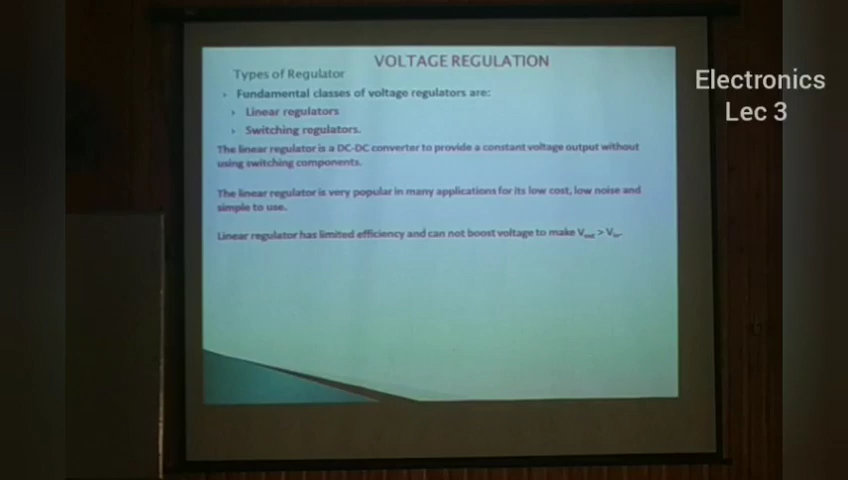 VOLTAGE REGULATION
Types of Regulator
Fundamental classes of voltage regulators are:
Linear regulators
Switching regulators.
The linear regulator is a DC-DC converter to provide a constant voltage output without
using switching components.
The linear regulator is very popular in many applications for its low cost, low noise and
simple to use.
Linear regulator has limited efficiency and can not boost voltage to make Vout > Vin.
Electronics
Lec 3